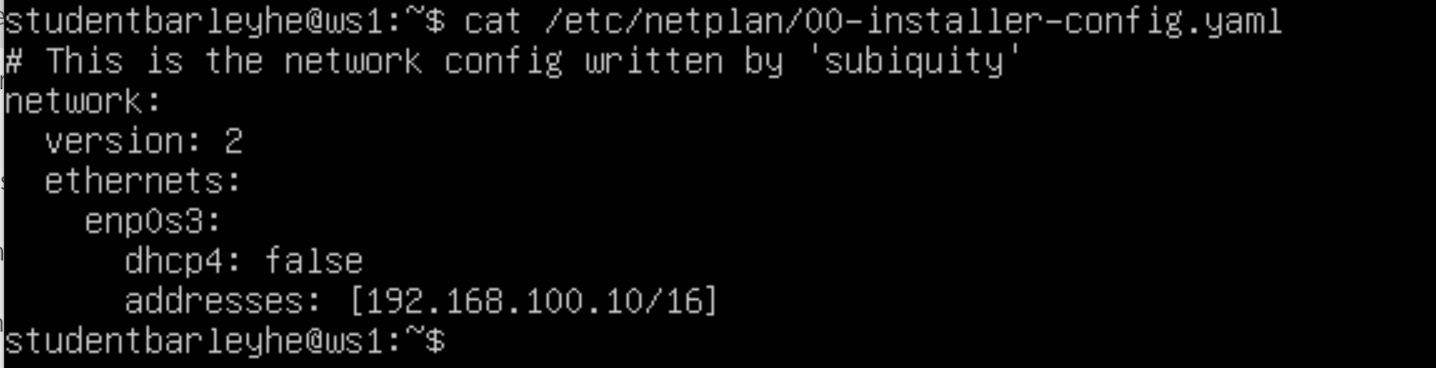 studentbarleyhe@ws1:~$ cat /etc/netplan/00-installer-config.yaml
# This is the network config written by 'subiquity'
network:
  version: 2
  ethernets:
    enp0s3:
      dhcp4: false
      addresses: [192.168.100.10/16]
studentbarleyhe@ws1:~$